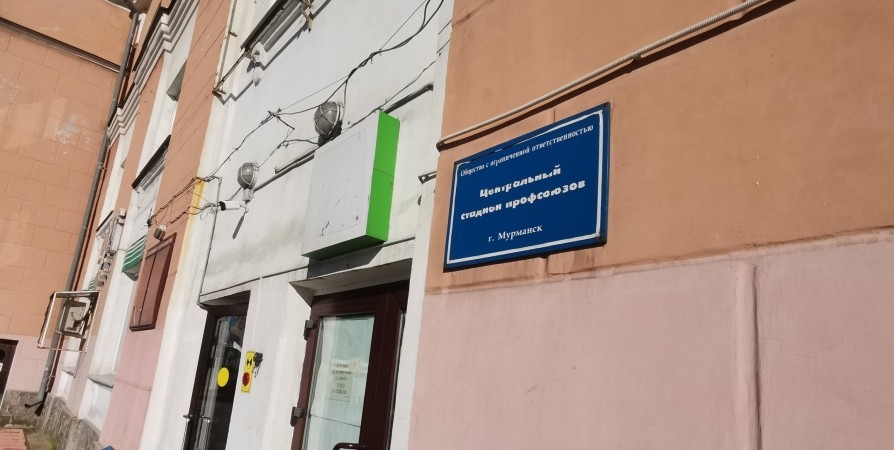 Общество с ограниченной ответственностью
Центральный
стадион профсоюзов
г. Мурманск